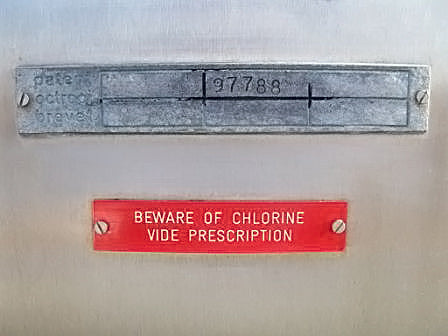 patent
octrooi 97788
brevet
BEWARE OF CHLORINE
VIDE PRESCRIPTION